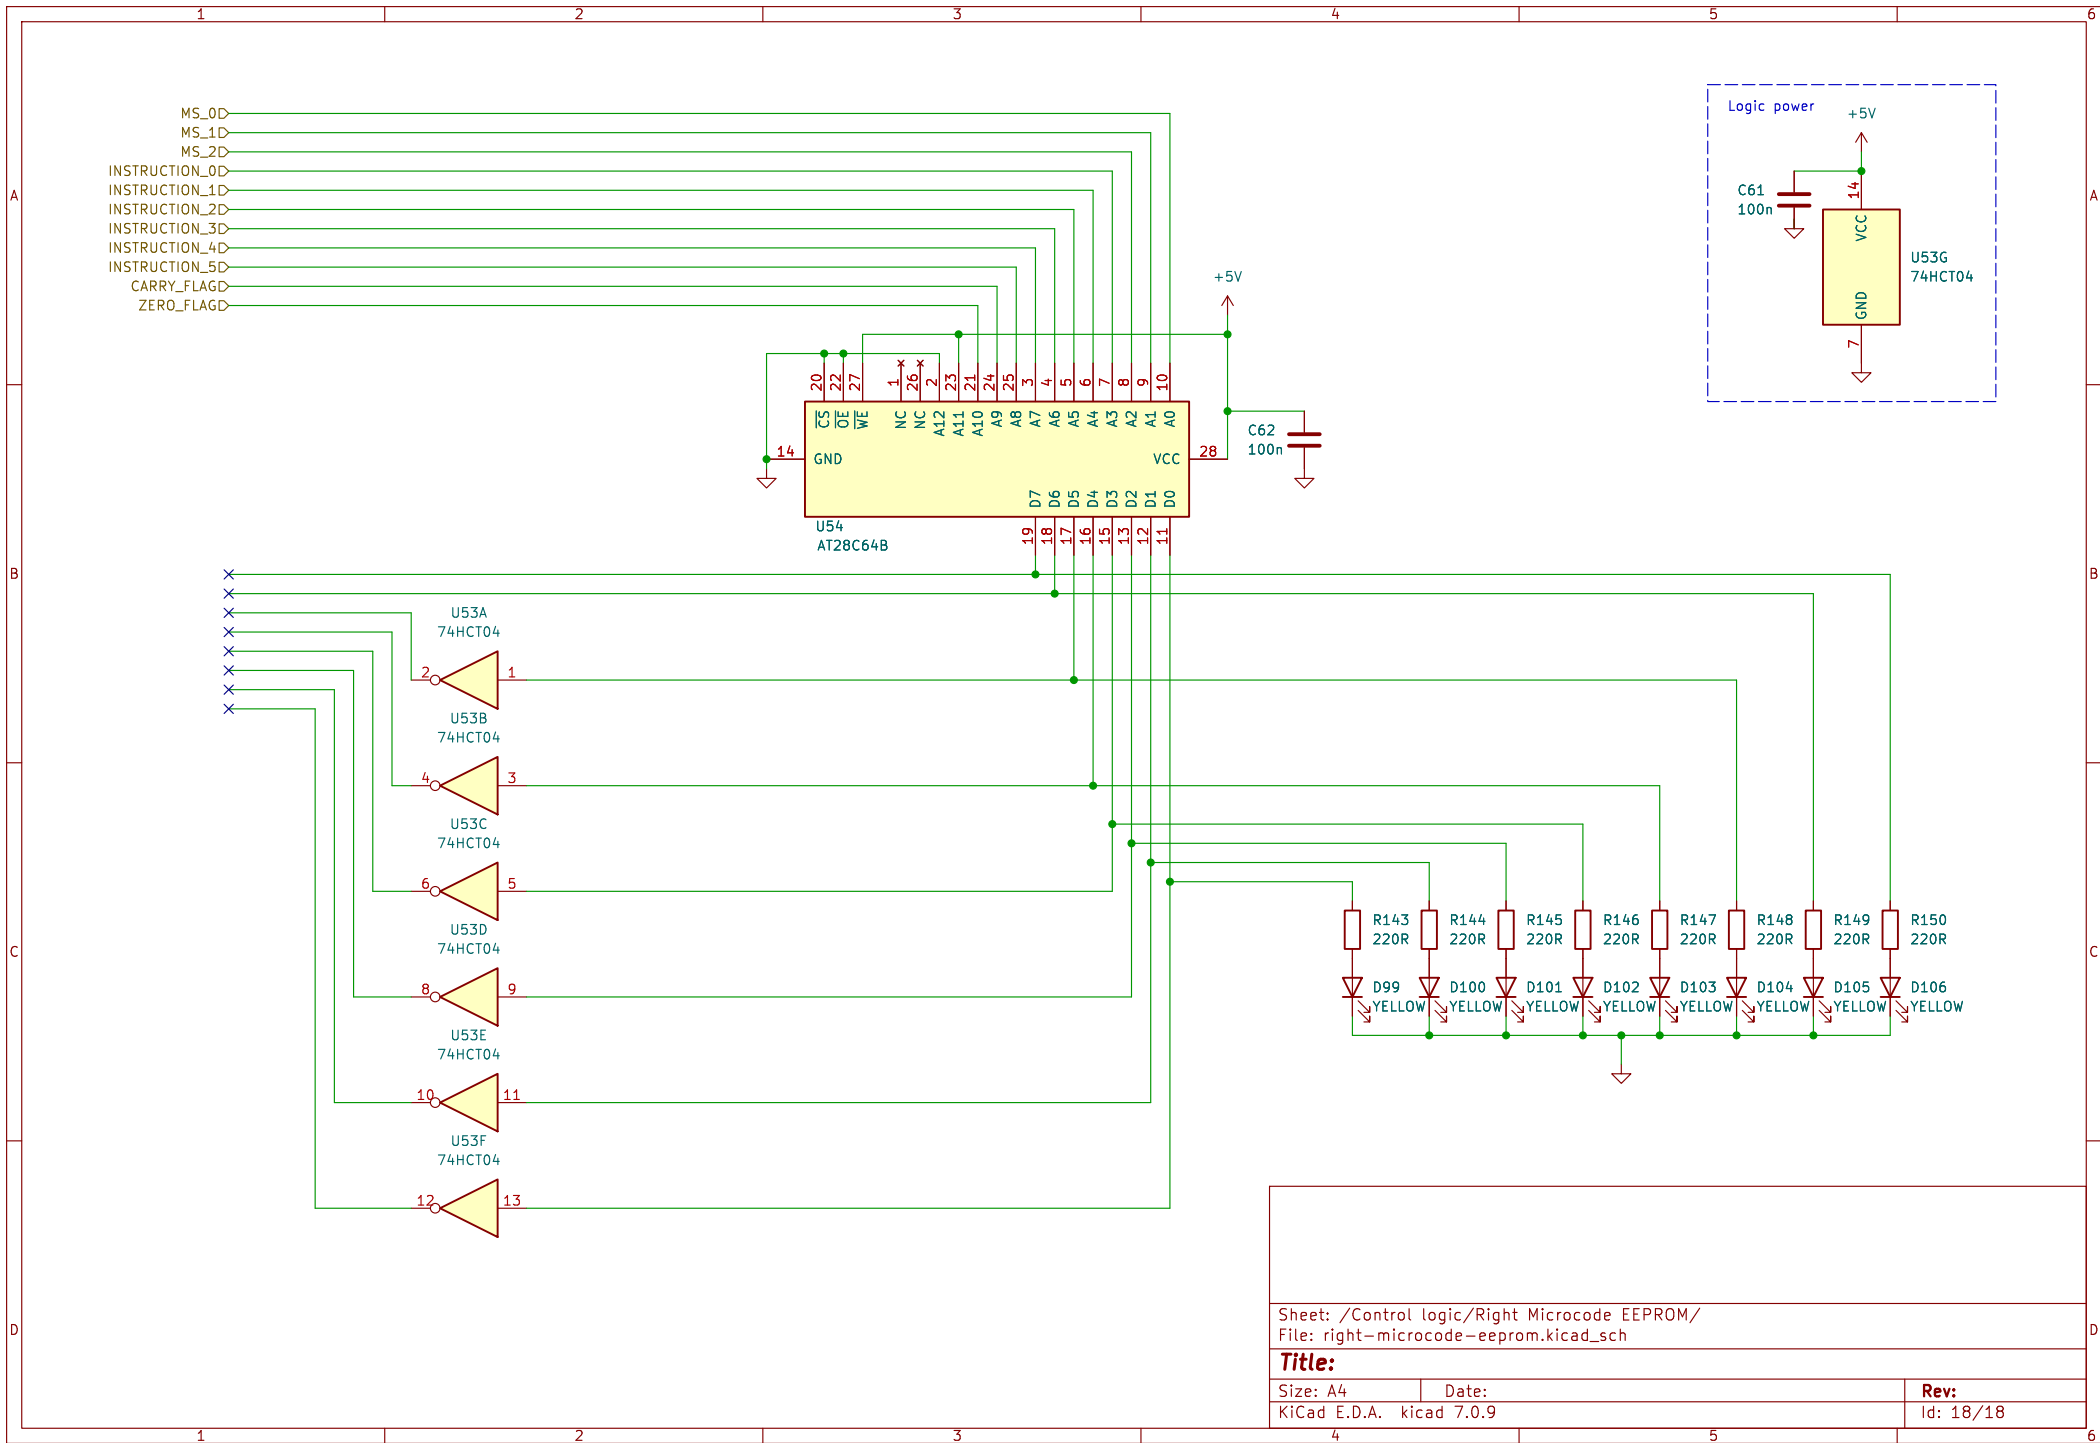 1 2 3 4 5 6
A
B
C
D
A
B
C
D
1 2 3 4 5 6
MS_0
MS_1
MS_2
INSTRUCTION_0
INSTRUCTION_1
INSTRUCTION_2
INSTRUCTION_3
INSTRUCTION_4
INSTRUCTION_5
CARRY_FLAG
ZERO_FLAG
Logic power
+5V
C61
100n
14
VCC
GND
7
U53G
74HCT04
+5V
20 22 27 1 26 2 23 21 24 25 3 4 5 6 7 8 9 10
CS OE WE NC NC A12 A11 A10 A9 A8 A7 A6 A5 A4 A3 A2 A1 A0
14 GND
VCC 28
C62
100n
D7 D6 D5 D4 D3 D2 D1 D0
19 18 17 16 15 13 12 11
U54
AT28C64B
U53A
74HCT04
2 1
U53B
74HCT04
4 3
U53C
74HCT04
6 5
U53D
74HCT04
8 9
U53E
74HCT04
10 11
U53F
74HCT04
12 13
R143 R144 R145 R146 R147 R148 R149 R150
220R 220R 220R 220R 220R 220R 220R 220R
D99 D100 D101 D102 D103 D104 D105 D106
YELLOW YELLOW YELLOW YELLOW YELLOW YELLOW YELLOW YELLOW
Sheet: /Control logic/Right Microcode EEPROM/
File: right-microcode-eeprom.kicad_sch
Title:
Size: A4 Date: Rev:
KiCad E.D.A. kicad 7.0.9 Id: 18/18